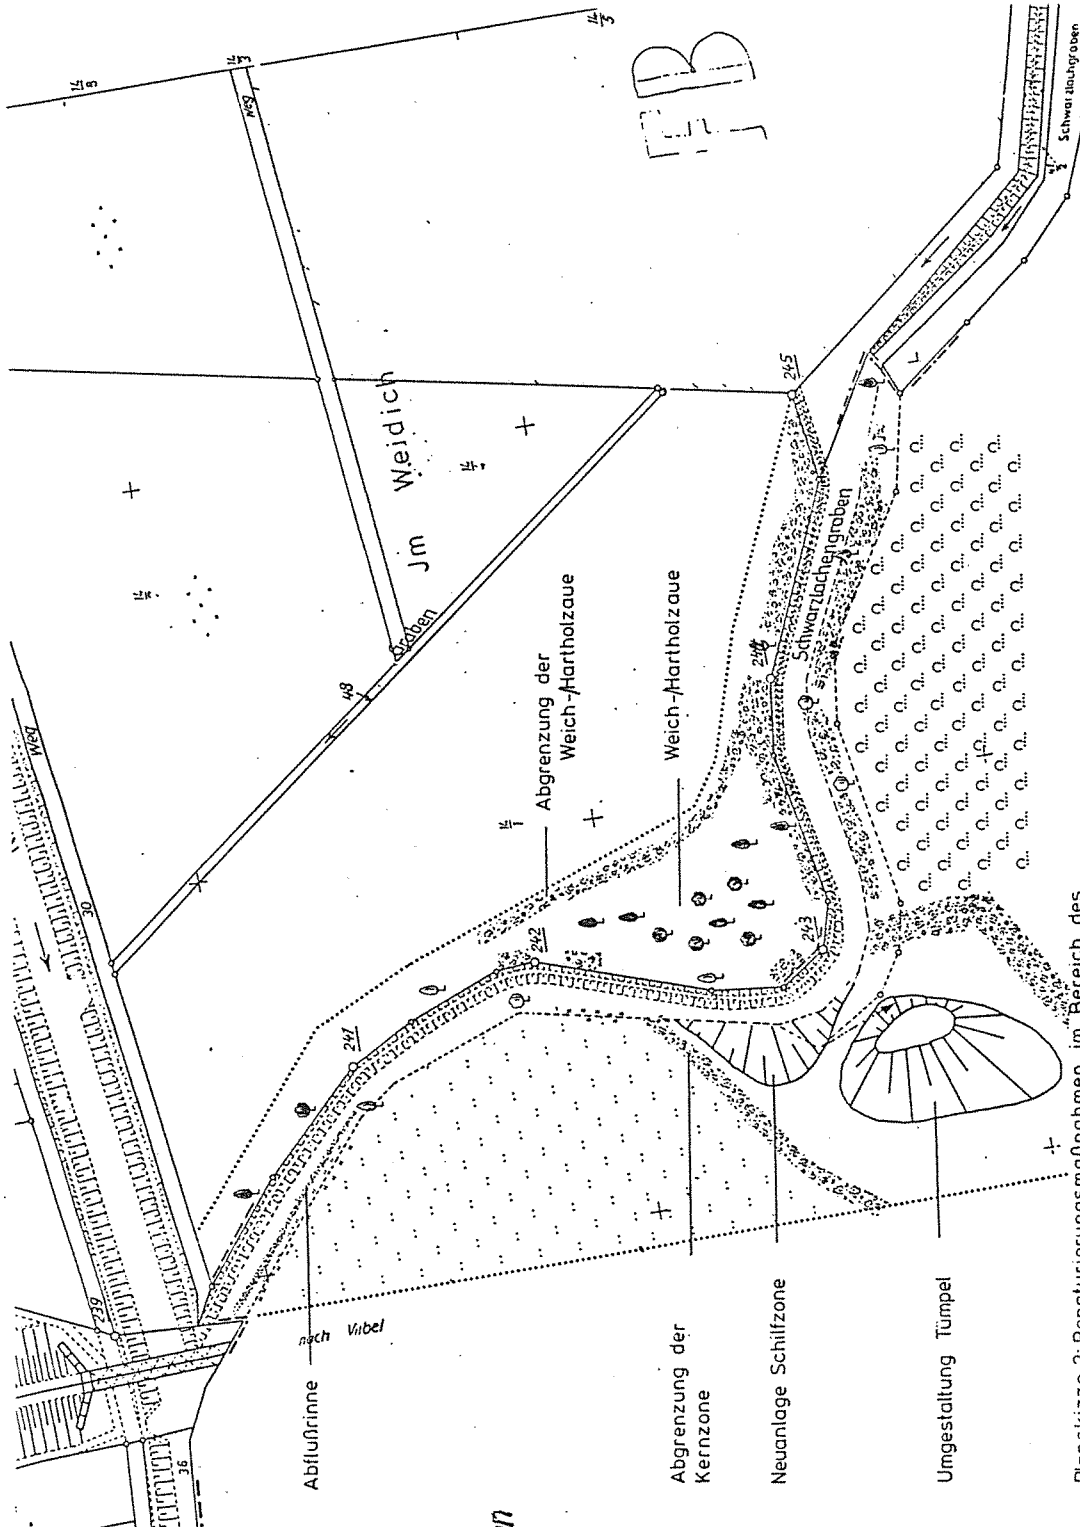 Weg
Weg
Jm Weidich
Graben
48
30
239
36
241
242
243
244
245
Schwarzlachengraben
Schwarzlachgraben
Abgrenzung der
Weich-/Hartholzaue
Weich-/Hartholzaue
nach Vilbel
Abflußrinne
Abgrenzung der
Kernzone
Neuanlage Schilfzone
Umgestaltung Tümpel
Planskizze 2: Renaturierungsmaßnahmen im Bereich des